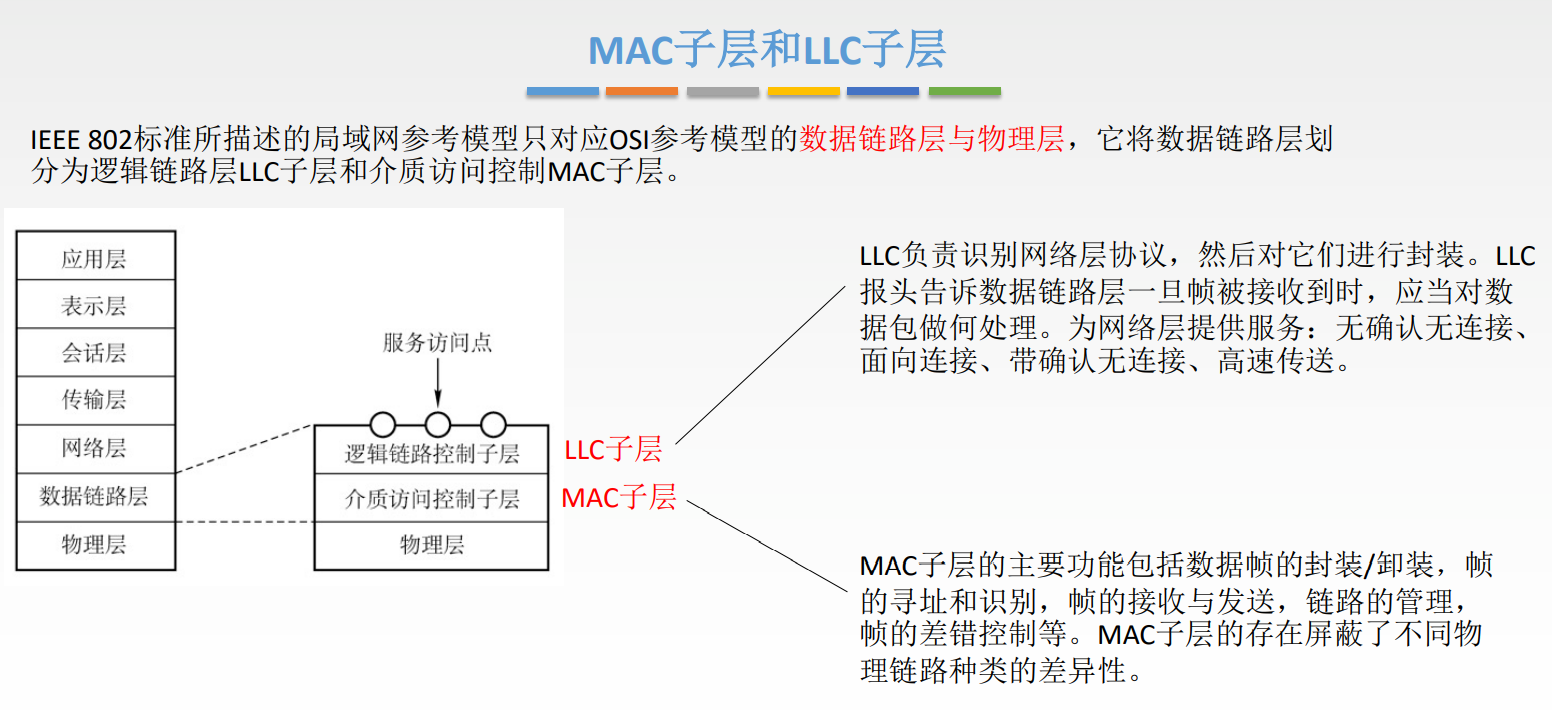 MAC子层和LLC子层
IEEE 802标准所描述的局域网参考模型只对应OSI参考模型的数据链路层与物理层，它将数据链路层划
分为逻辑链路层LLC子层和介质访问控制MAC子层。
应用层
表示层
会话层
传输层
网络层
数据链路层
物理层
服务访问点
逻辑链路控制子层
介质访问控制子层
物理层
LLC子层
MAC子层
LLC负责识别网络层协议，然后对它们进行封装。LLC
报头告诉数据链路层一旦帧被接收到时，应当对数
据包做何处理。为网络层提供服务：无确认无连接、
面向连接、带确认无连接、高速传送。
MAC子层的主要功能包括数据帧的封装/卸装，帧
的寻址和识别，帧的接收与发送，链路的管理，
帧的差错控制等。MAC子层的存在屏蔽了不同物
理链路种类的差异性。